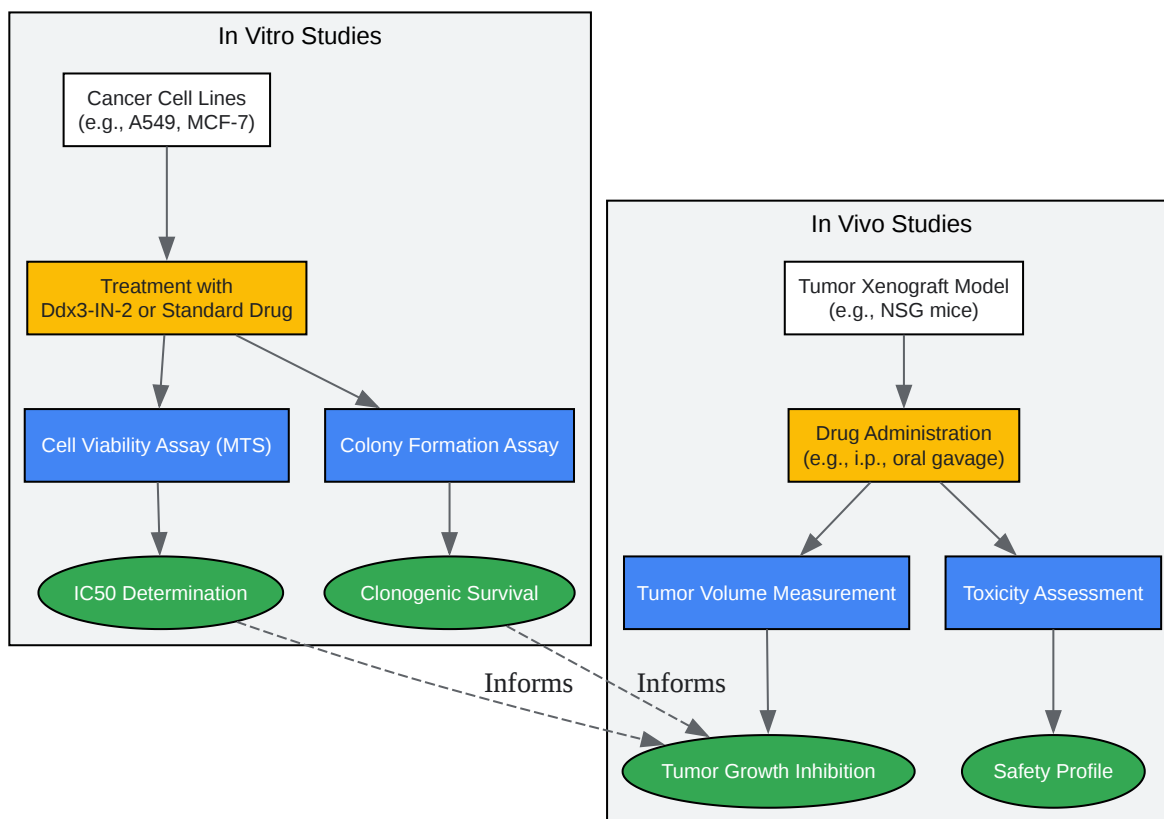 In Vitro Studies
Cancer Cell Lines
(e.g., A549, MCF-7)
Treatment with
Ddx3-IN-2 or Standard Drug
Cell Viability Assay (MTS)
Colony Formation Assay
IC50 Determination
Clonogenic Survival
In Vivo Studies
Tumor Xenograft Model
(e.g., NSG mice)
Drug Administration
(e.g., i.p., oral gavage)
Tumor Volume Measurement
Toxicity Assessment
Informs
Informs
Tumor Growth Inhibition
Safety Profile